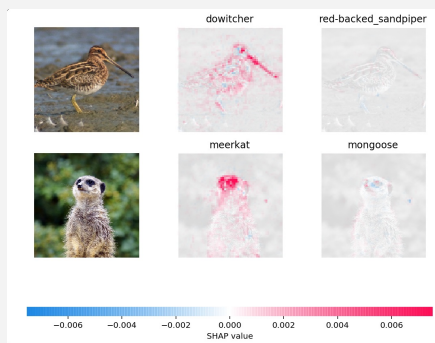 dowitcher
red-backed_sandpiper
meerkat
mongoose
−0.006 −0.004 −0.002 0.000 0.002 0.004 0.006
SHAP value